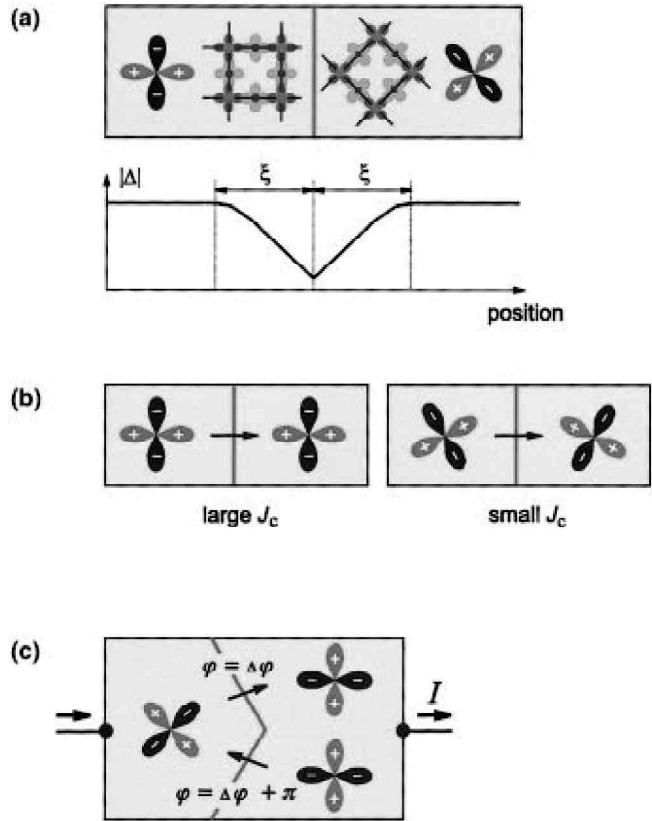 (a)
− + + −
+ − + −
|Δ|
ξ ξ
position
(b)
− + + −
− + + −
− + + −
− + + −
large Jc
small Jc
(c)
φ = Δφ
+ − − +
+ − − +
I
+ − − +
φ = Δφ + π